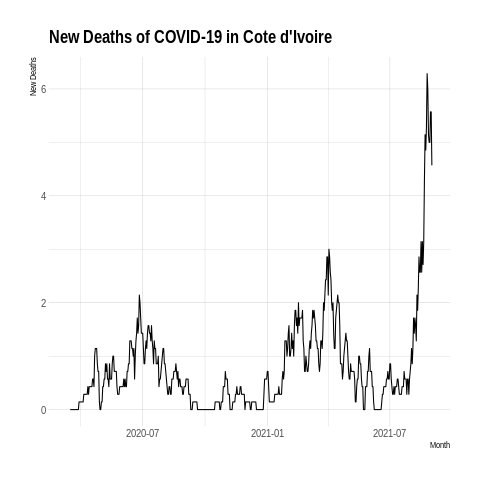 New Deaths of COVID-19 in Cote d'Ivoire
New Deaths
6
4
2
0
2020-07
2021-01
2021-07
Month